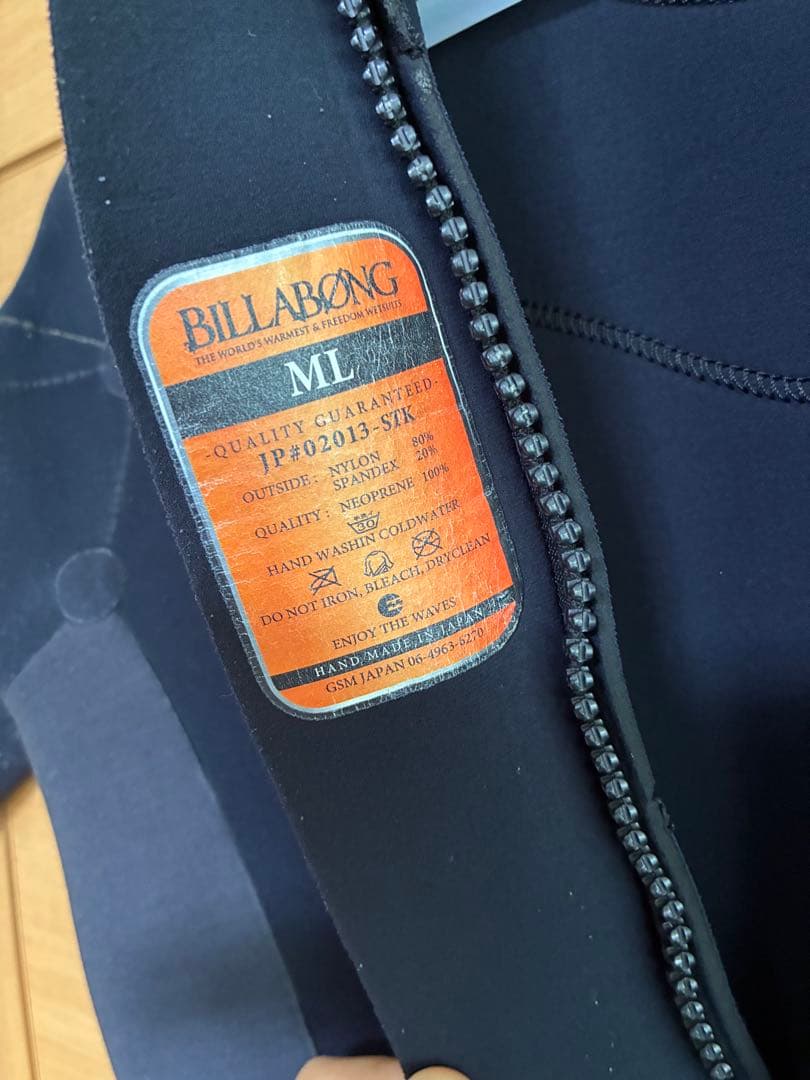 BILLABØNG
THE WORLD'S WARMEST & FREEDOM WETSUITS
ML
-QUALITY GUARANTEED-
JP#02013-STK
OUTSIDE : NYLON 80%
SPANDEX 20%
QUALITY : NEOPRENE 100%
30
HAND WASHIN COLDWATER
DO NOT IRON, BLEACH, DRYCLEAN
ENJOY THE WAVES
HAND MADE IN JAPAN
GSM JAPAN 06-4963-6270